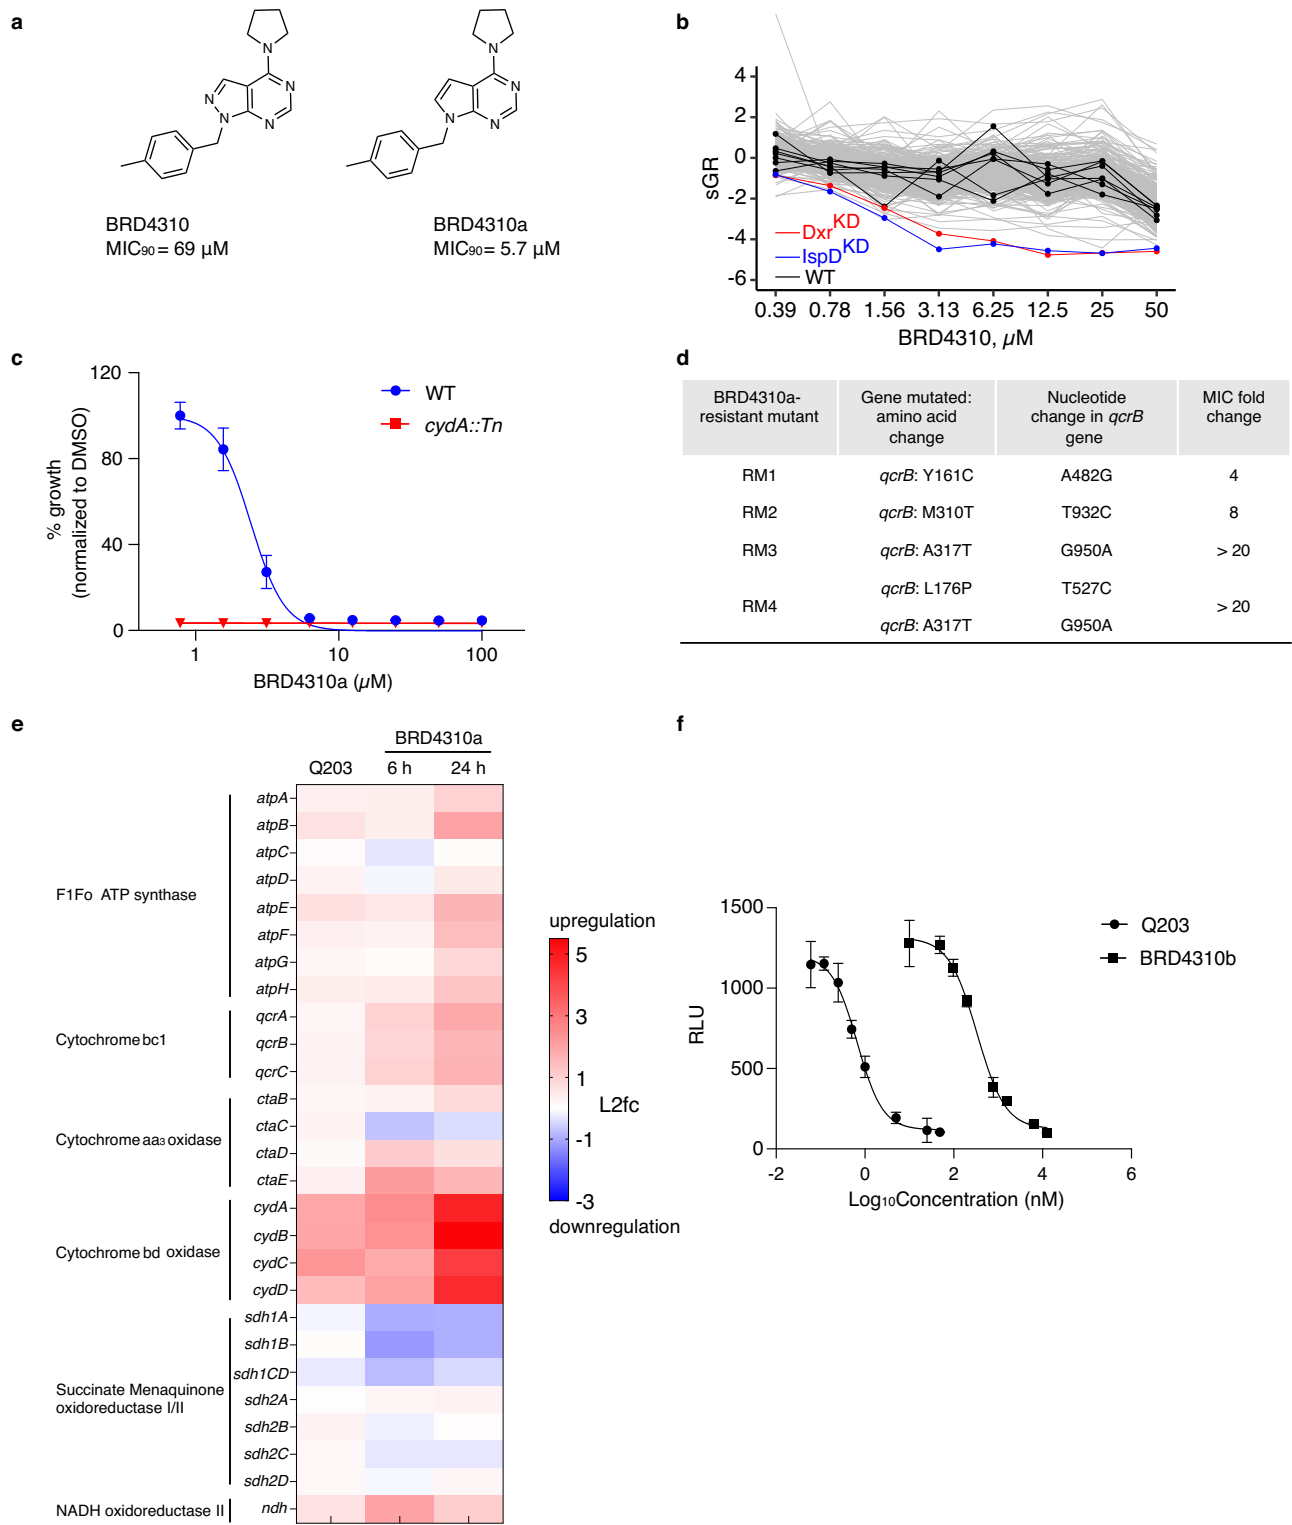 a
N
N
N
N
N
BRD4310
MIC90 = 69 µM
N
N
N
N
BRD4310a
MIC90 = 5.7 µM
b
sGR
4
2
0
-2
-4
-6
DxrKD
IspDKD
WT
0.39 0.78 1.56 3.13 6.25 12.5 25 50
BRD4310, µM
c
% growth
(normalized to DMSO)
120
80
40
0
WT
cydA::Tn
1 10 100
BRD4310a (µM)
d
BRD4310a-resistant mutant | Gene mutated: amino acid change | Nucleotide change in qcrB gene | MIC fold change
RM1 qcrB: Y161C A482G 4
RM2 qcrB: M310T T932C 8
RM3 qcrB: A317T G950A > 20
RM4 qcrB: L176P T527C > 20
qcrB: A317T G950A
e
BRD4310a
Q203 6 h 24 h
F1Fo ATP synthase
atpA
atpB
atpC
atpD
atpE
atpF
atpG
atpH
Cytochrome bc1
qcrA
qcrB
qcrC
Cytochrome aa3 oxidase
ctaB
ctaC
ctaD
ctaE
Cytochrome bd oxidase
cydA
cydB
cydC
cydD
Succinate Menaquinone
oxidoreductase I/II
sdh1A
sdh1B
sdh1CD
sdh2A
sdh2B
sdh2C
sdh2D
NADH oxidoreductase II
ndh
upregulation
5
3
1
-1
-3
L2fc
downregulation
f
RLU
1500
1000
500
0
Q203
BRD4310b
-2 0 2 4 6
Log10Concentration (nM)